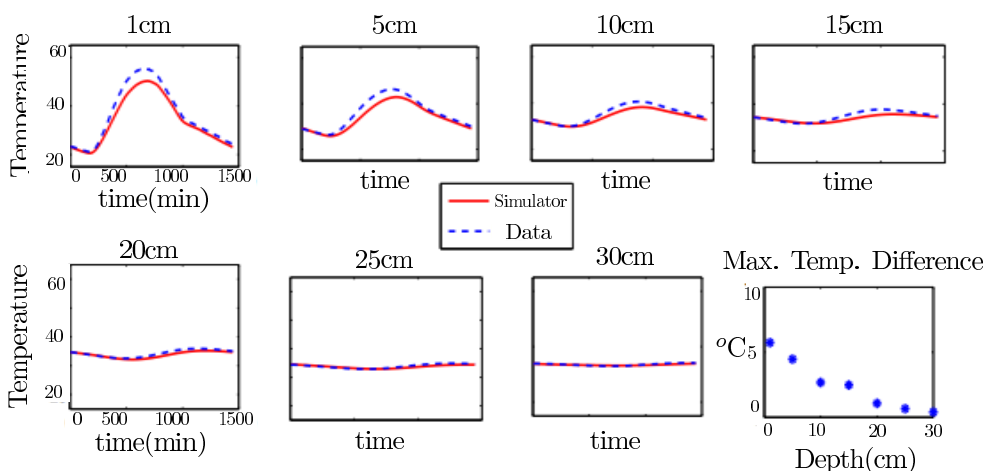 1cm 5cm 10cm 15cm
Temperature
60
40
20
0 500 1000 1500
time(min)
time
time
time
Simulator
Data
20cm 25cm 30cm
Max. Temp. Difference
Temperature
60
40
20
0 500 1000 1500
time(min)
time
time
°C
10
5
0
0 10 20 30
Depth(cm)